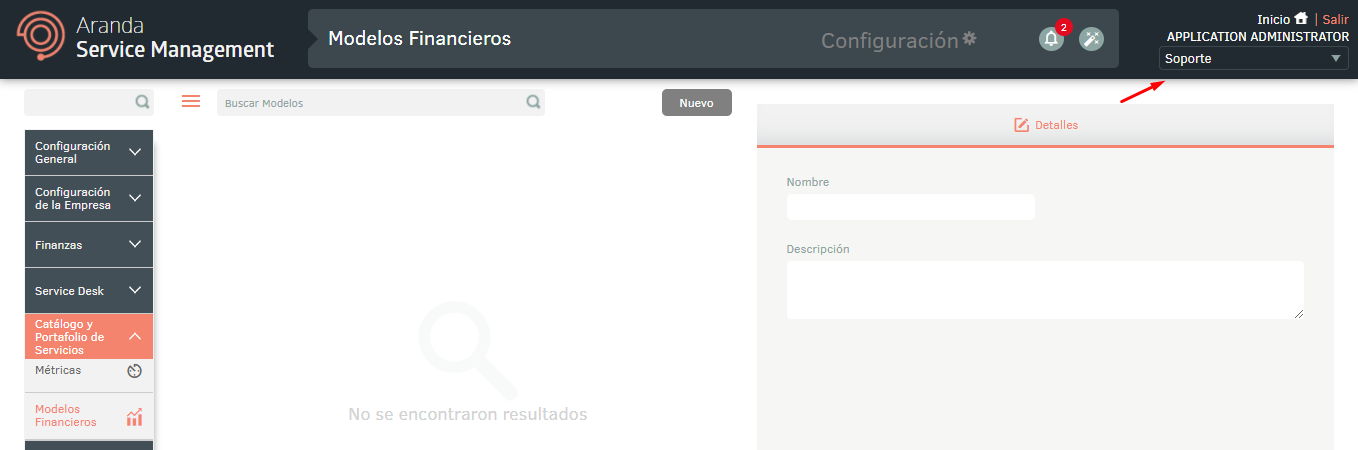 Aranda
Service Management
Modelos Financieros
Configuración
2
Inicio | Salir
APPLICATION ADMINISTRATOR
Soporte
Buscar Modelos
Nuevo
Configuración
General
Configuración
de la Empresa
Finanzas
Service Desk
Catálogo y
Portafolio de
Servicios
Métricas
Modelos
Financieros
No se encontraron resultados
Detalles
Nombre
Descripción